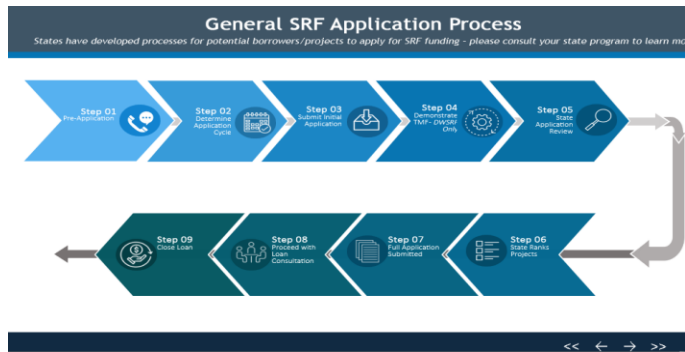 General SRF Application Process
States have developed processes for potential borrowers/projects to apply for SRF funding - please consult your state program to learn mo
Step 01
Pre-Application
Step 02
Determine
Application
Cycle
Step 03
Submit Initial
Application
Step 04
Demonstrate
TMF- DWSRF
Only
Step 05
State
Application
Review
Step 06
State Ranks
Projects
Step 07
Full Application
Submitted
Step 08
Proceed with
Loan
Consultation
Step 09
Close Loan
<< ← → >>